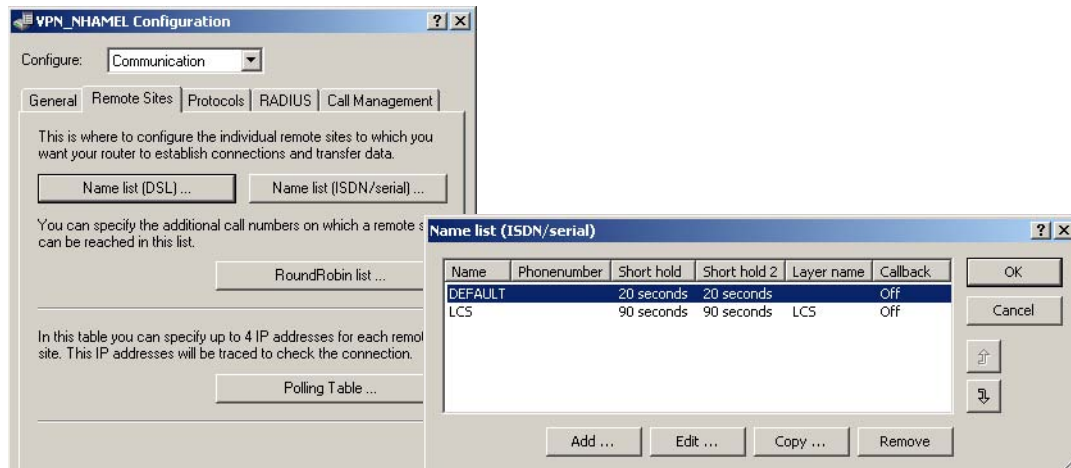 VPN_NHAMEL Configuration
Configure: Communication
General Remote Sites Protocols RADIUS Call Management
This is where to configure the individual remote sites to which you
want your router to establish connections and transfer data.
Name list (DSL) ... Name list (ISDN/serial) ...
You can specify the additional call numbers on which a remote
can be reached in this list.
RoundRobin list ...
In this table you can specify up to 4 IP addresses for each
site. This IP addresses will be traced to check the connection.
Polling Table ...
Name list (ISDN/serial)
Name Phonenumber Short hold Short hold 2 Layer name Callback
DEFAULT 20 seconds 20 seconds Off
LCS 90 seconds 90 seconds LCS Off
OK
Cancel
Add ... Edit ... Copy ... Remove